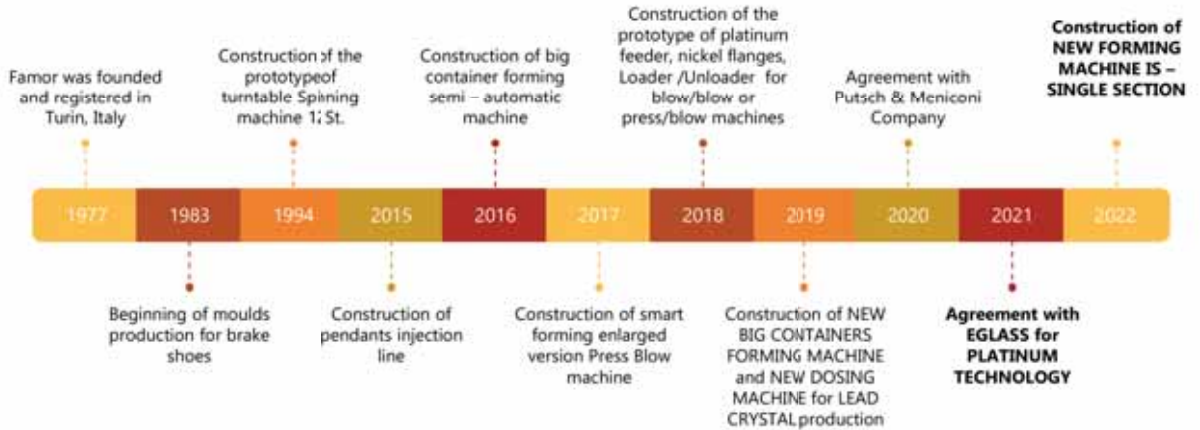 Famor was founded
and registered in
Turin, Italy
Construction of the
prototypeof
turntable Spinning
machine 12 St.
Construction of big
container forming
semi – automatic
machine
Construction of the
prototype of platinum
feeder, nickel flanges,
Loader /Unloader for
blow/blow or
press/blow machines
Agreement with
Putsch & Meniconi
Company
Construction of
NEW FORMING
MACHINE IS –
SINGLE SECTION
1977 1983 1994 2015 2016 2017 2018 2019 2020 2021 2022
Beginning of moulds
production for brake
shoes
Construction of
pendants injection
line
Construction of smart
forming enlarged
version Press Blow
machine
Construction of NEW
BIG CONTAINERS
FORMING MACHINE
and NEW DOSING
MACHINE for LEAD
CRYSTAL production
Agreement with
EGLASS for
PLATINUM
TECHNOLOGY